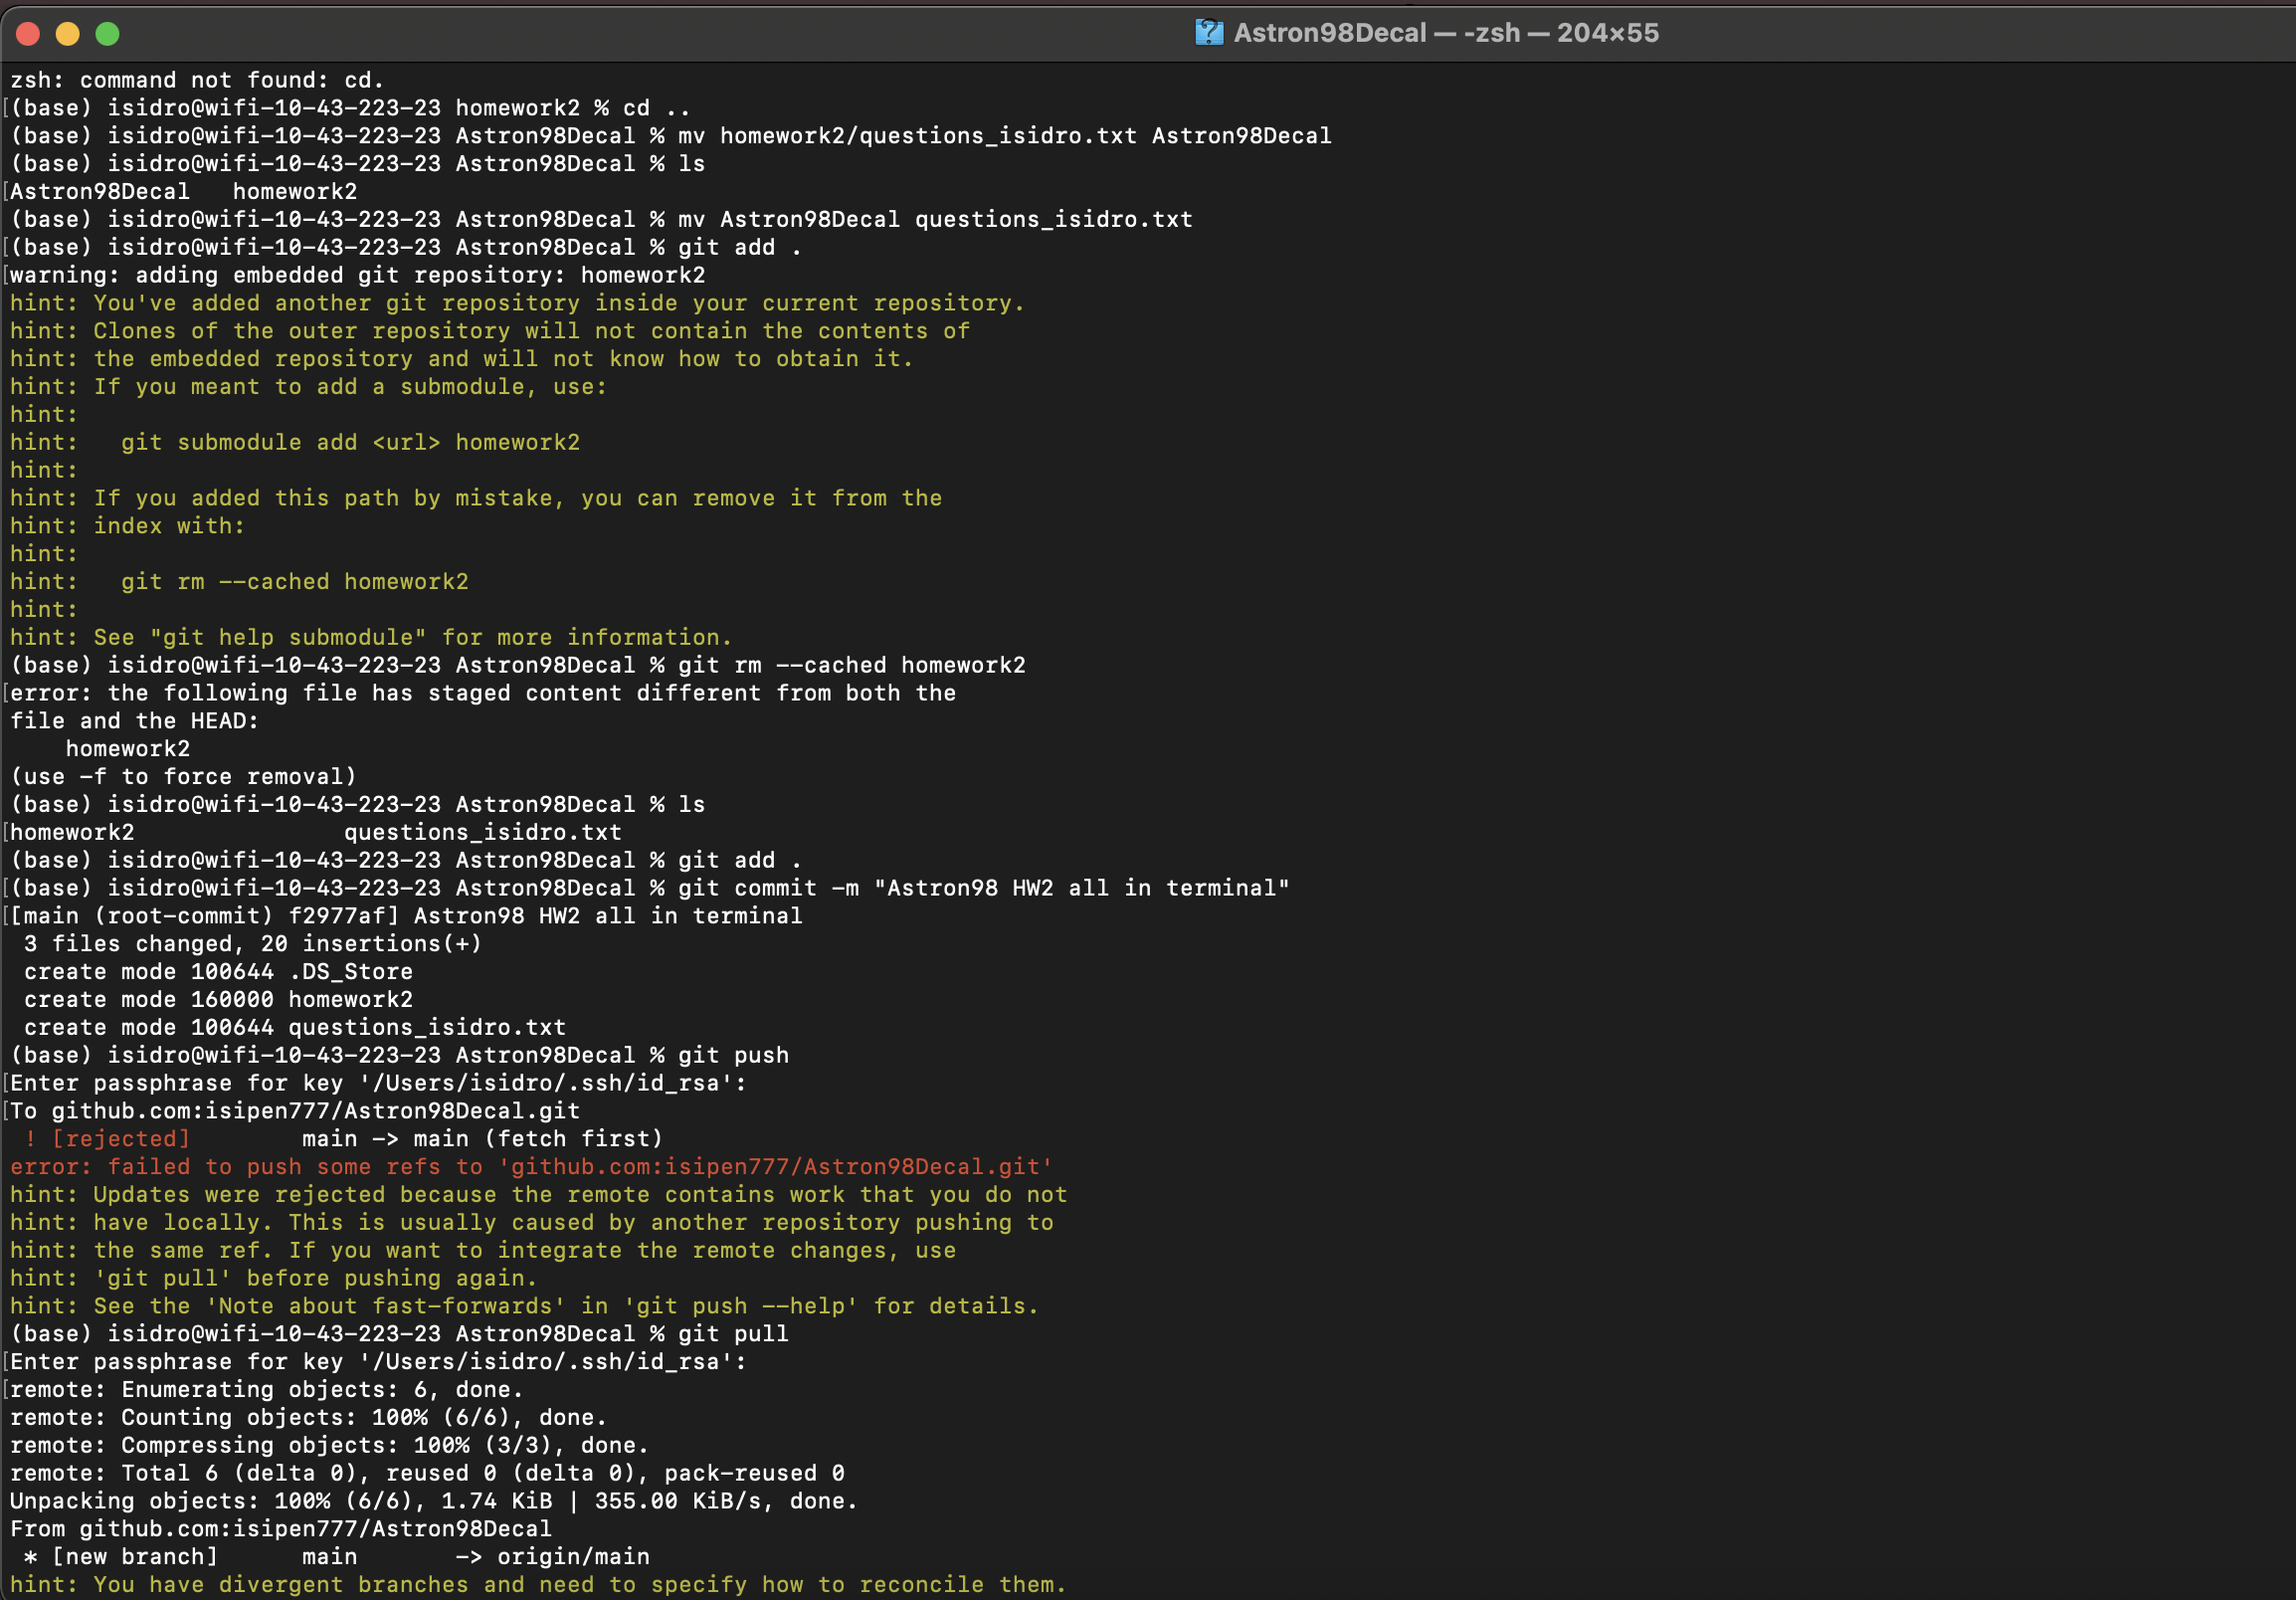 Astron98Decal — -zsh — 204×55
zsh: command not found: cd.
[(base) isidro@wifi-10-43-223-23 homework2 % cd ..
(base) isidro@wifi-10-43-223-23 Astron98Decal % mv homework2/questions_isidro.txt Astron98Decal
(base) isidro@wifi-10-43-223-23 Astron98Decal % ls
[Astron98Decal   homework2
(base) isidro@wifi-10-43-223-23 Astron98Decal % mv Astron98Decal questions_isidro.txt
[(base) isidro@wifi-10-43-223-23 Astron98Decal % git add .
[warning: adding embedded git repository: homework2
hint: You've added another git repository inside your current repository.
hint: Clones of the outer repository will not contain the contents of
hint: the embedded repository and will not know how to obtain it.
hint: If you meant to add a submodule, use:
hint:
hint:   git submodule add <url> homework2
hint:
hint: If you added this path by mistake, you can remove it from the
hint: index with:
hint:
hint:   git rm --cached homework2
hint:
hint: See "git help submodule" for more information.
(base) isidro@wifi-10-43-223-23 Astron98Decal % git rm --cached homework2
[error: the following file has staged content different from both the
file and the HEAD:
    homework2
(use -f to force removal)
(base) isidro@wifi-10-43-223-23 Astron98Decal % ls
[homework2               questions_isidro.txt
(base) isidro@wifi-10-43-223-23 Astron98Decal % git add .
[(base) isidro@wifi-10-43-223-23 Astron98Decal % git commit -m "Astron98 HW2 all in terminal"
[[main (root-commit) f2977af] Astron98 HW2 all in terminal
 3 files changed, 20 insertions(+)
 create mode 100644 .DS_Store
 create mode 160000 homework2
 create mode 100644 questions_isidro.txt
(base) isidro@wifi-10-43-223-23 Astron98Decal % git push
[Enter passphrase for key '/Users/isidro/.ssh/id_rsa':
[To github.com:isipen777/Astron98Decal.git
 ! [rejected]        main -> main (fetch first)
error: failed to push some refs to 'github.com:isipen777/Astron98Decal.git'
hint: Updates were rejected because the remote contains work that you do not
hint: have locally. This is usually caused by another repository pushing to
hint: the same ref. If you want to integrate the remote changes, use
hint: 'git pull' before pushing again.
hint: See the 'Note about fast-forwards' in 'git push --help' for details.
(base) isidro@wifi-10-43-223-23 Astron98Decal % git pull
[Enter passphrase for key '/Users/isidro/.ssh/id_rsa':
[remote: Enumerating objects: 6, done.
remote: Counting objects: 100% (6/6), done.
remote: Compressing objects: 100% (3/3), done.
remote: Total 6 (delta 0), reused 0 (delta 0), pack-reused 0
Unpacking objects: 100% (6/6), 1.74 KiB | 355.00 KiB/s, done.
From github.com:isipen777/Astron98Decal
 * [new branch]      main       -> origin/main
hint: You have divergent branches and need to specify how to reconcile them.